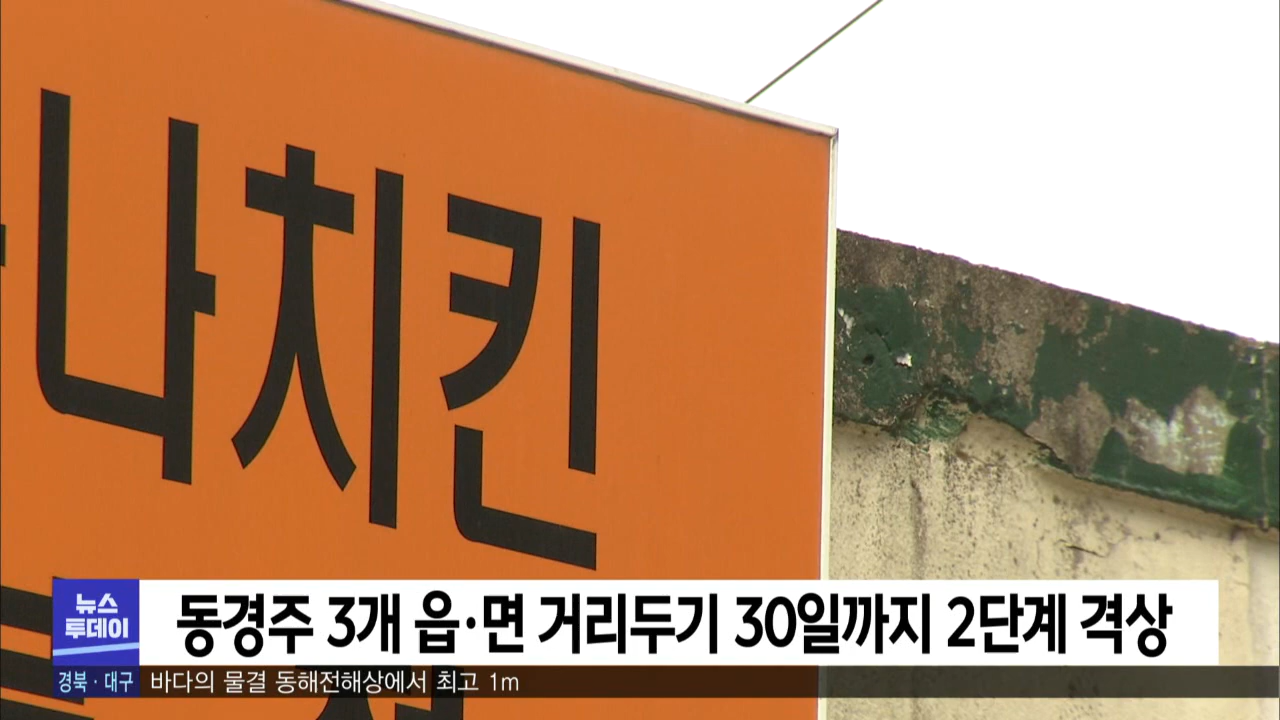 나치킨
뉴스
투데이
동경주 3개 읍·면 거리두기 30일까지 2단계 격상
경북·대구 바다의 물결 동해전해상에서 최고 1m